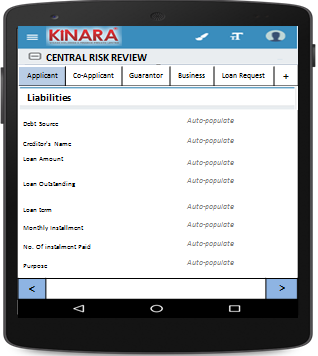 KINARA
CENTRAL RISK REVIEW
Applicant Co-Applicant Guarantor Business Loan Request +
Liabilities
Debt Source Auto-populate
Creditor's Name Auto-populate
Loan Amount Auto-populate
Loan Outstanding Auto-populate
Loan term Auto-populate
Monthly Installment Auto-populate
No. Of instalment Paid Auto-populate
Purpose Auto-populate
< >